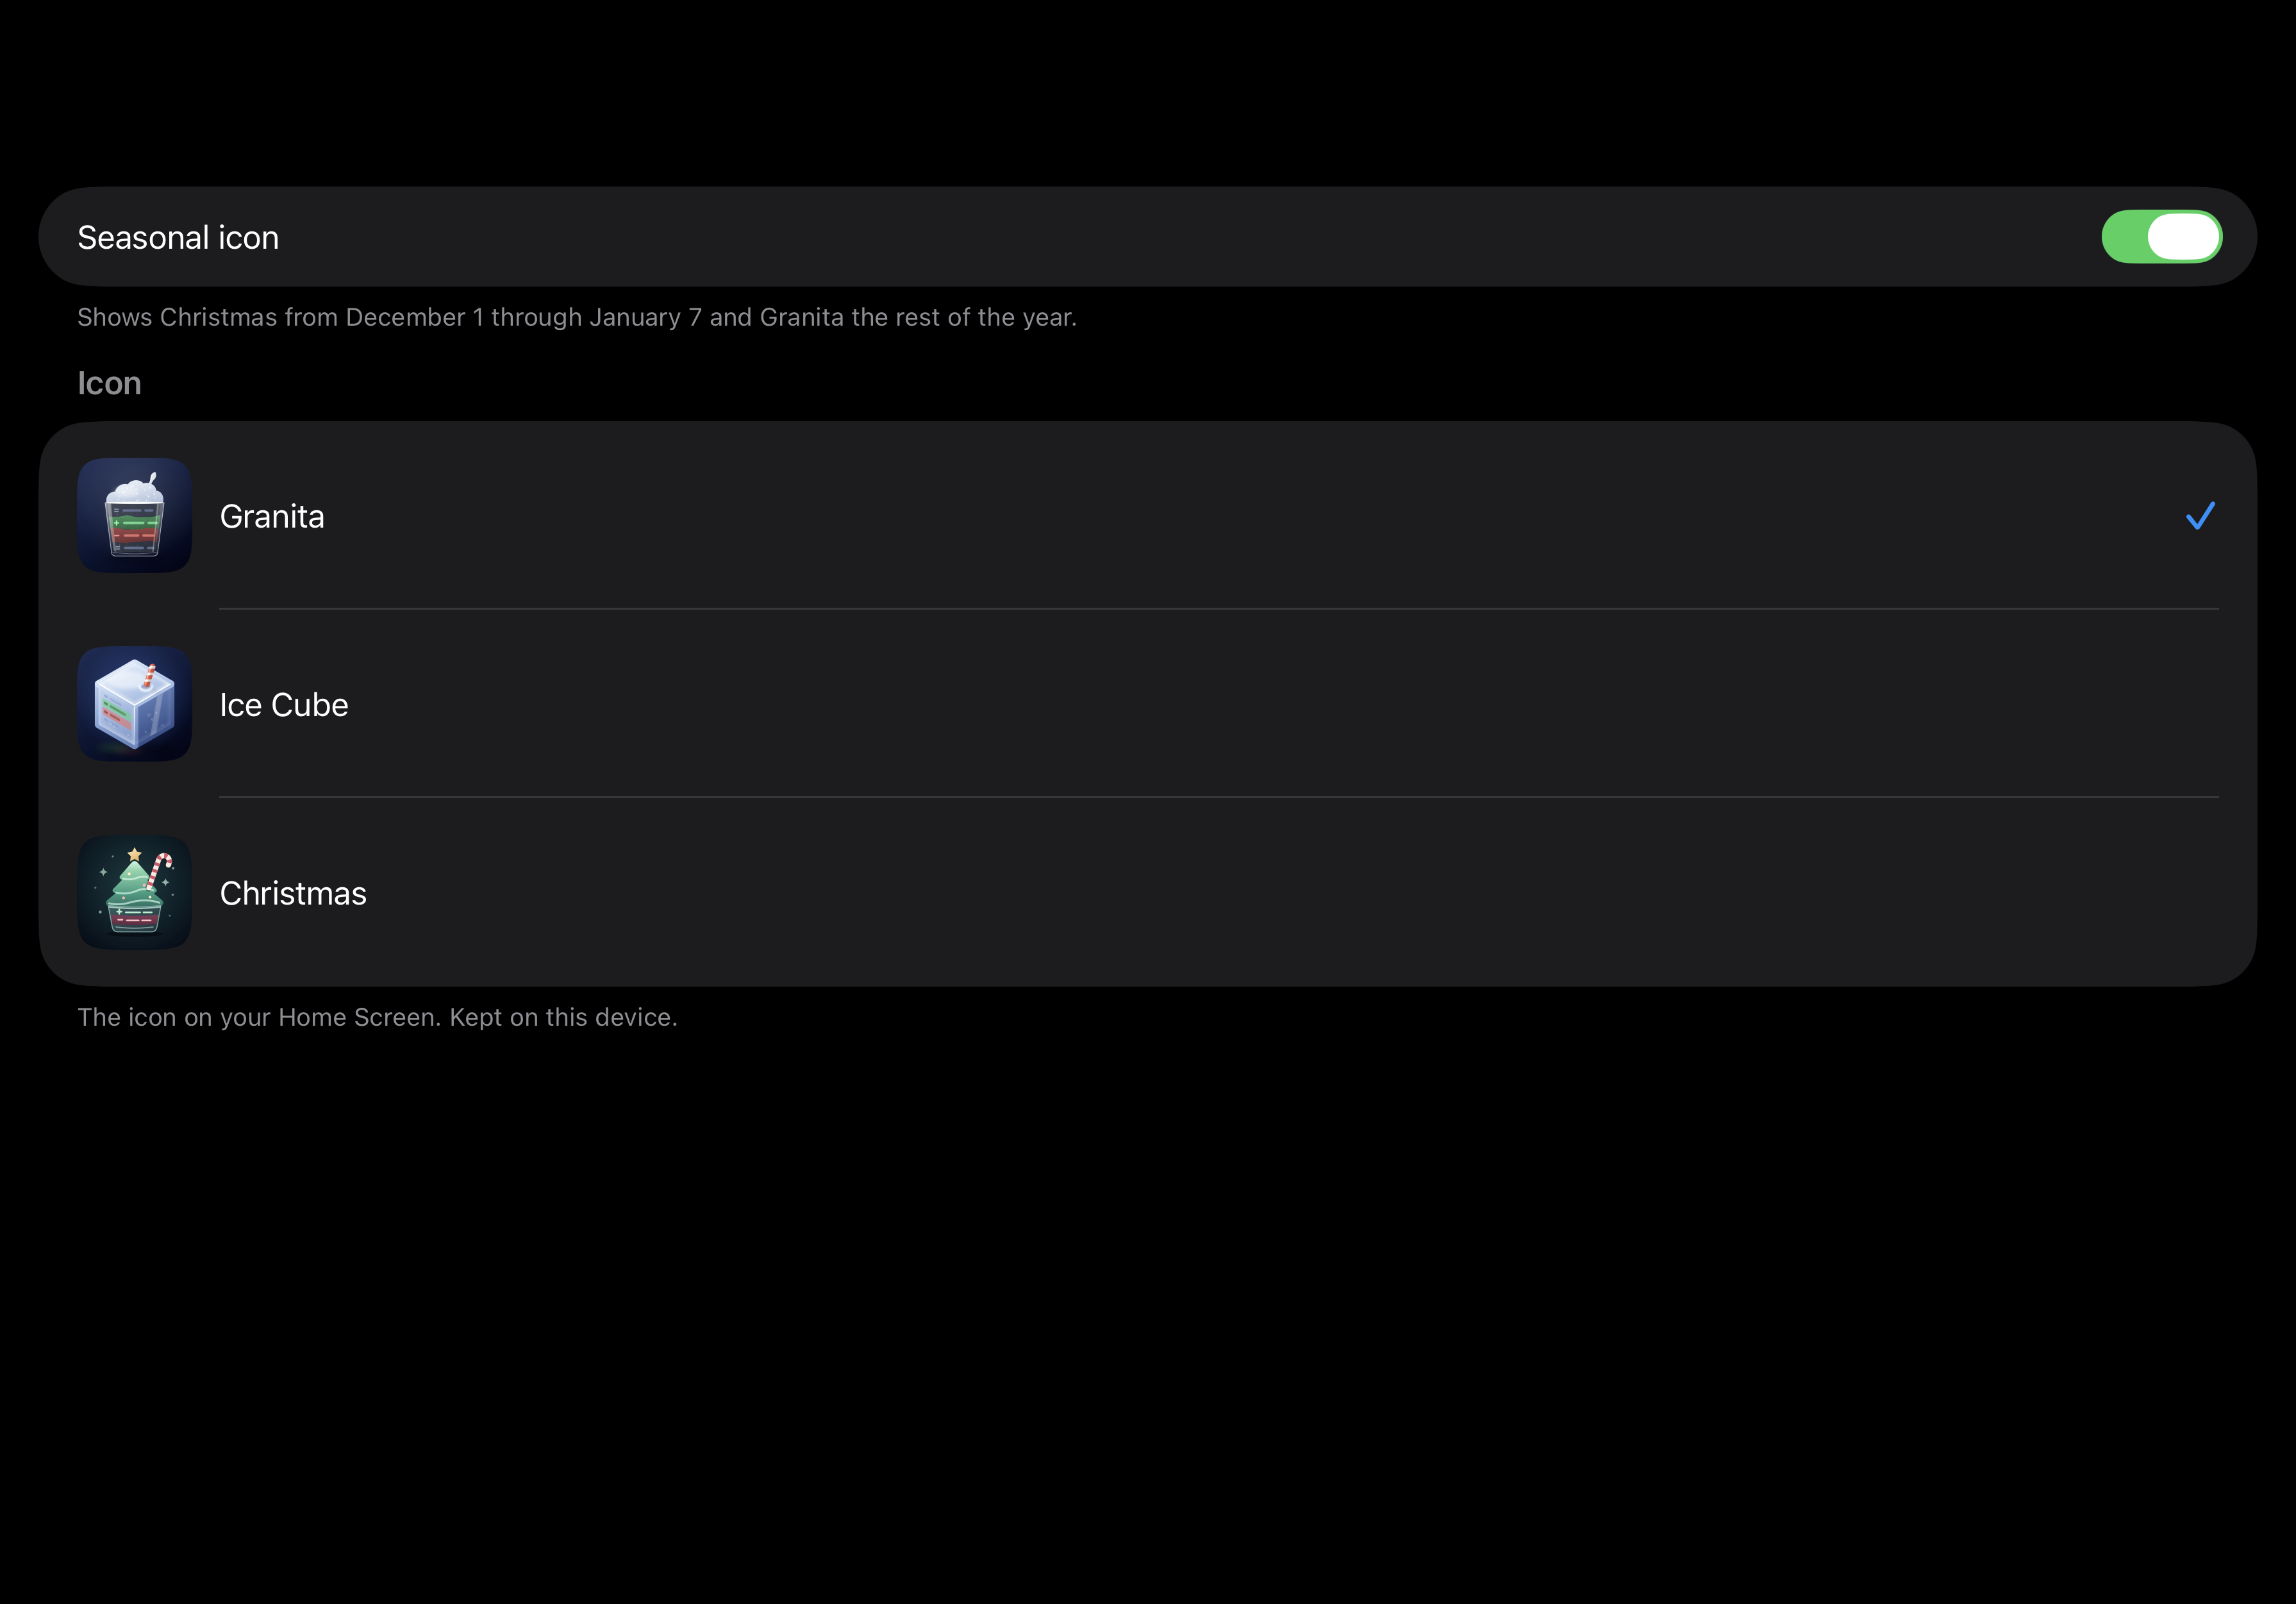 Seasonal icon
Shows Christmas from December 1 through January 7 and Granita the rest of the year.
Icon
Granita
Ice Cube
Christmas
The icon on your Home Screen. Kept on this device.